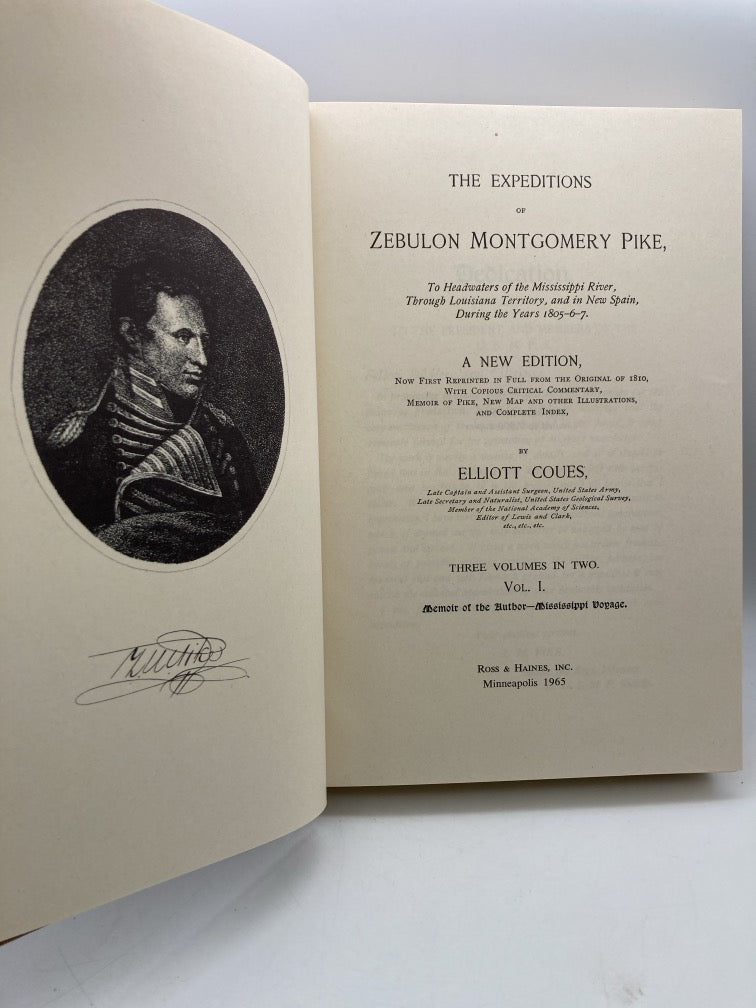 THE EXPEDITIONS
OF
ZEBULON MONTGOMERY PIKE,
To Headwaters of the Mississippi River,
Through Louisiana Territory, and in New Spain,
During the Years 1805-6-7.
A NEW EDITION,
NOW FIRST REPRINTED IN FULL FROM THE ORIGINAL OF 1810,
WITH COPIOUS CRITICAL COMMENTARY,
MEMOIR OF PIKE, NEW MAP AND OTHER ILLUSTRATIONS,
AND COMPLETE INDEX,
BY
ELLIOTT COUES,
Late Captain and Assistant Surgeon, United States Army,
Late Secretary and Naturalist, United States Geological Survey,
Member of the National Academy of Sciences,
Editor of Lewis and Clark,
etc., etc., etc.
THREE VOLUMES IN TWO.
VOL. I.
Memoir of the Author—Mississippi Voyage.
ROSS & HAINES, INC.
Minneapolis 1965